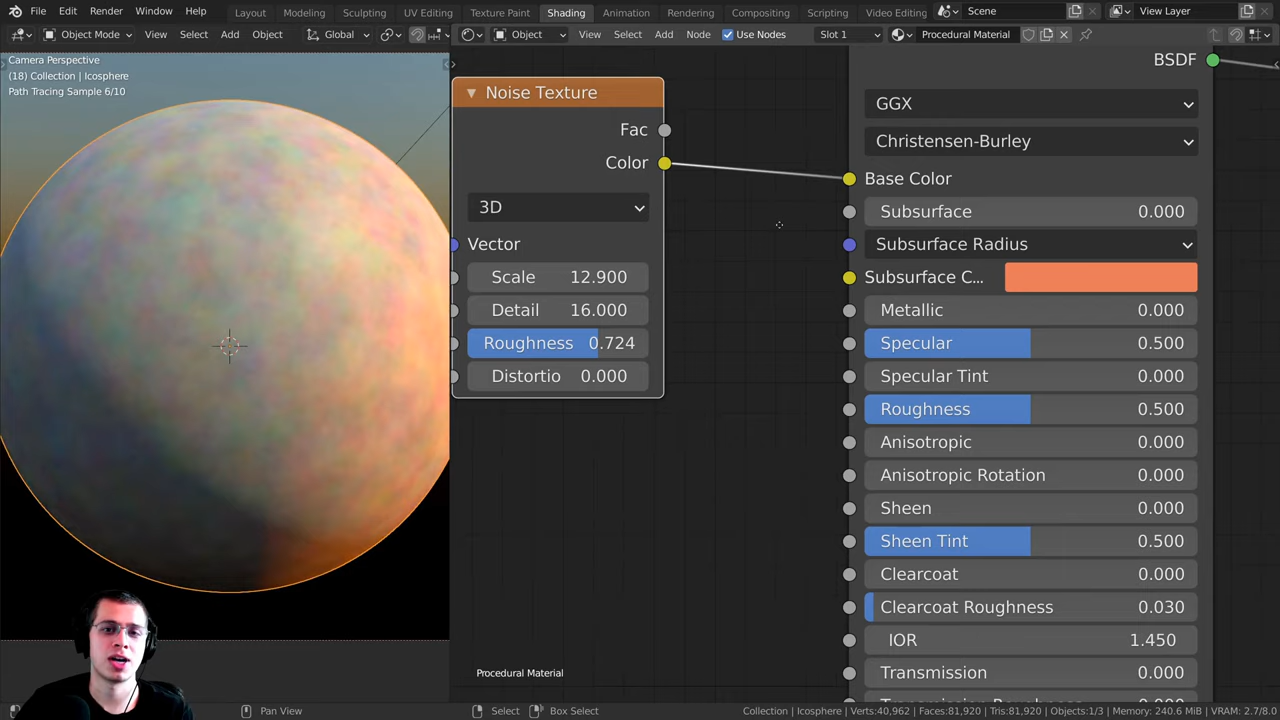 File Edit Render Window Help Layout Modeling Sculpting UV Editing Texture Paint Shading Animation Rendering Compositing Scripting Video Editing Scene View Layer
Object Mode View Select Add Object Global Object View Select Add Node Use Nodes Slot 1 Procedural Material
Camera Perspective
(18) Collection | Icosphere
Path Tracing Sample 6/10
Noise Texture
Fac
Color
3D
Vector
Scale 12.900
Detail 16.000
Roughness 0.724
Distortio 0.000
BSDF
GGX
Christensen-Burley
Base Color
Subsurface 0.000
Subsurface Radius
Subsurface C...
Metallic 0.000
Specular 0.500
Specular Tint 0.000
Roughness 0.500
Anisotropic 0.000
Anisotropic Rotation 0.000
Sheen 0.000
Sheen Tint 0.500
Clearcoat 0.000
Clearcoat Roughness 0.030
IOR 1.450
Transmission 0.000
Procedural Material
Pan View Select Box Select Collection | Icosphere | Verts:40,962 | Faces:81,920 | Tris:81,920 | Objects:1/3 | Memory: 240.6 MiB | VRAM: 2.7/8.0